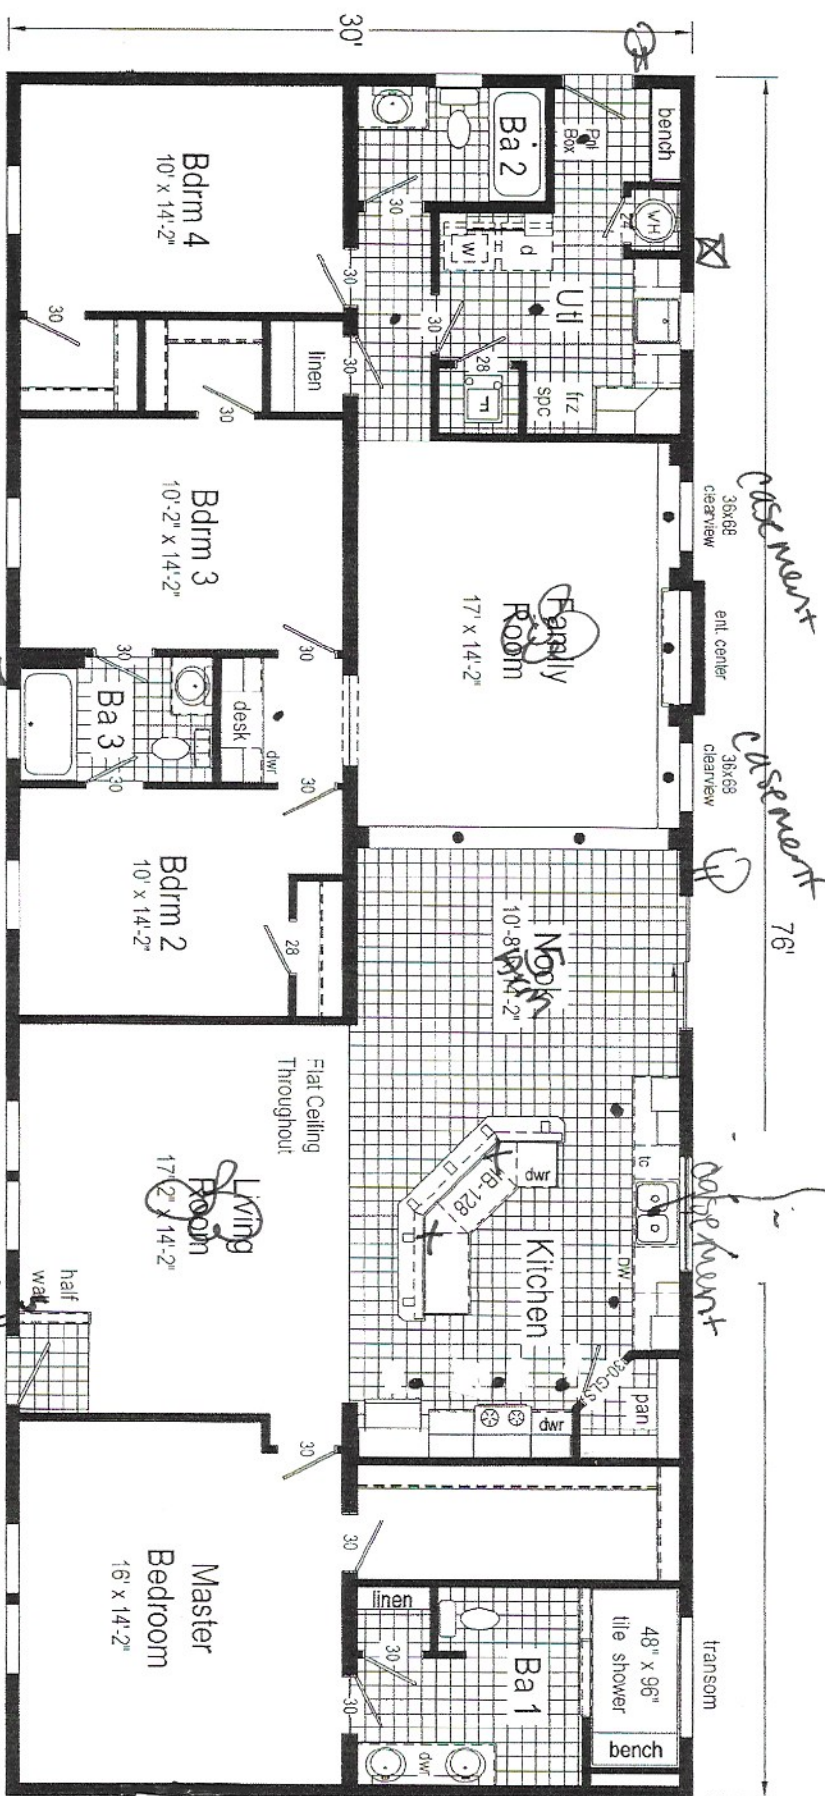 30'
76'
bench
Pnl
Box
WH
24
Ba 2
30
w
d
Utl
30
28
F
frz
spc
Bdrm 4
10' x 14'-2"
30
30
30
linen
30
Bdrm 3
10'-2" x 14'-2"
30
30
Ba 3
30
desk
dwr
30
Bdrm 2
10' x 14'-2"
28
casement
36x68
clearview
ent. center
casement
36x68
clearview
Family
Room
17' x 14'-2"
Nook
casement
tc
DW
dwr
Kitchen
30-GLS
pan
dwr
Flat Ceiling
Throughout
Living
Room
17'-2" x 14'-2"
half
wall
30
30
Master
Bedroom
16' x 14'-2"
linen
30
30
Ba 1
48" x 96"
tile shower
bench
transom
dwr